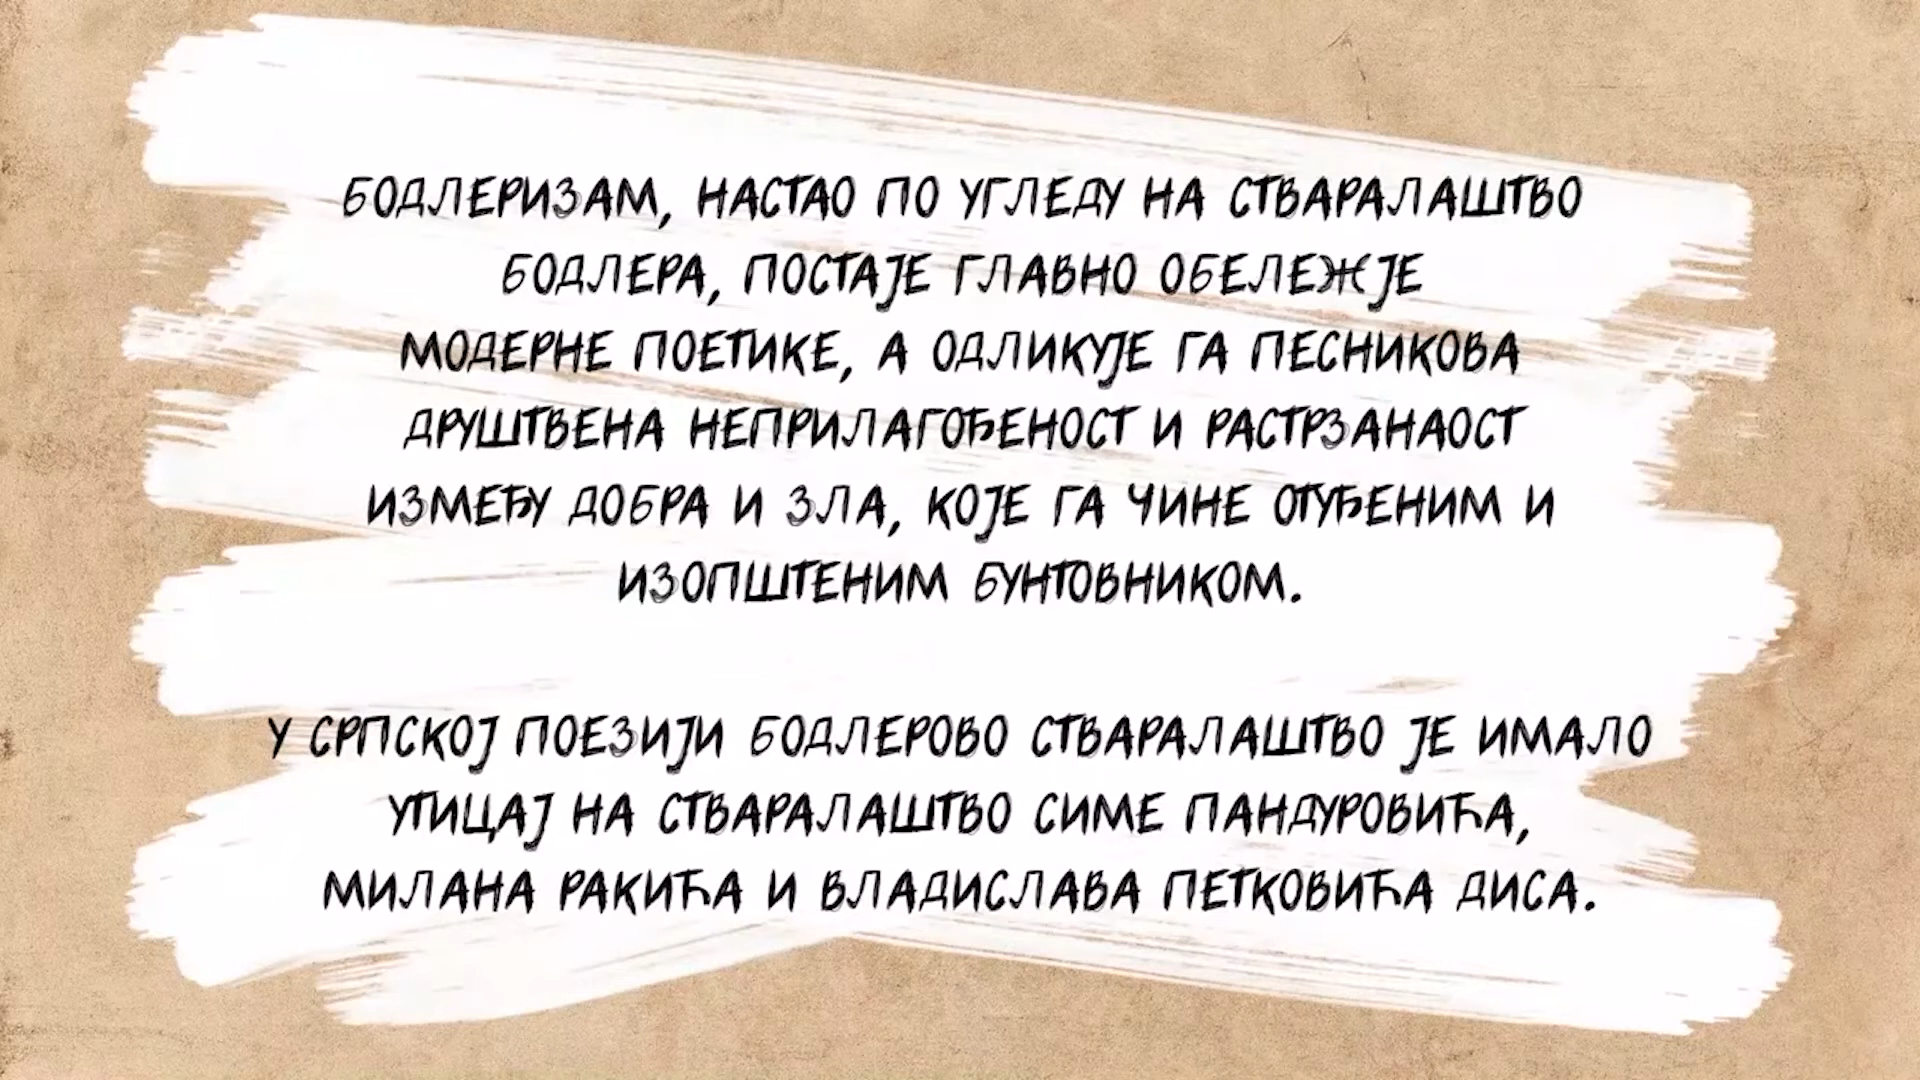 БОДЛЕРИЗАМ, НАСТАО ПО УГЛЕДУ НА СТВАРАЛАШТВО
БОДЛЕРА, ПОСТАЈЕ ГЛАВНО ОБЕЛЕЖЈЕ
МОДЕРНЕ ПОЕТИКЕ, А ОДЛИКУЈЕ ГА ПЕСНИКОВА
ДРУШТВЕНА НЕПРИЛАГОЂЕНОСТ И РАСТРЗАНАОСТ
ИЗМЕЂУ ДОБРА И ЗЛА, КОЈЕ ГА ЧИНЕ ОТУЂЕНИМ И
ИЗОПШТЕНИМ БУНТОВНИКОМ.
У СРПСКОЈ ПОЕЗИЈИ БОДЛЕРОВО СТВАРАЛАШТВО ЈЕ ИМАЛО
УТИЦАЈ НА СТВАРАЛАШТВО СИМЕ ПАНДУРОВИЋА,
МИЛАНА РАКИЋА И ВЛАДИСЛАВА ПЕТКОВИЋА ДИСА.